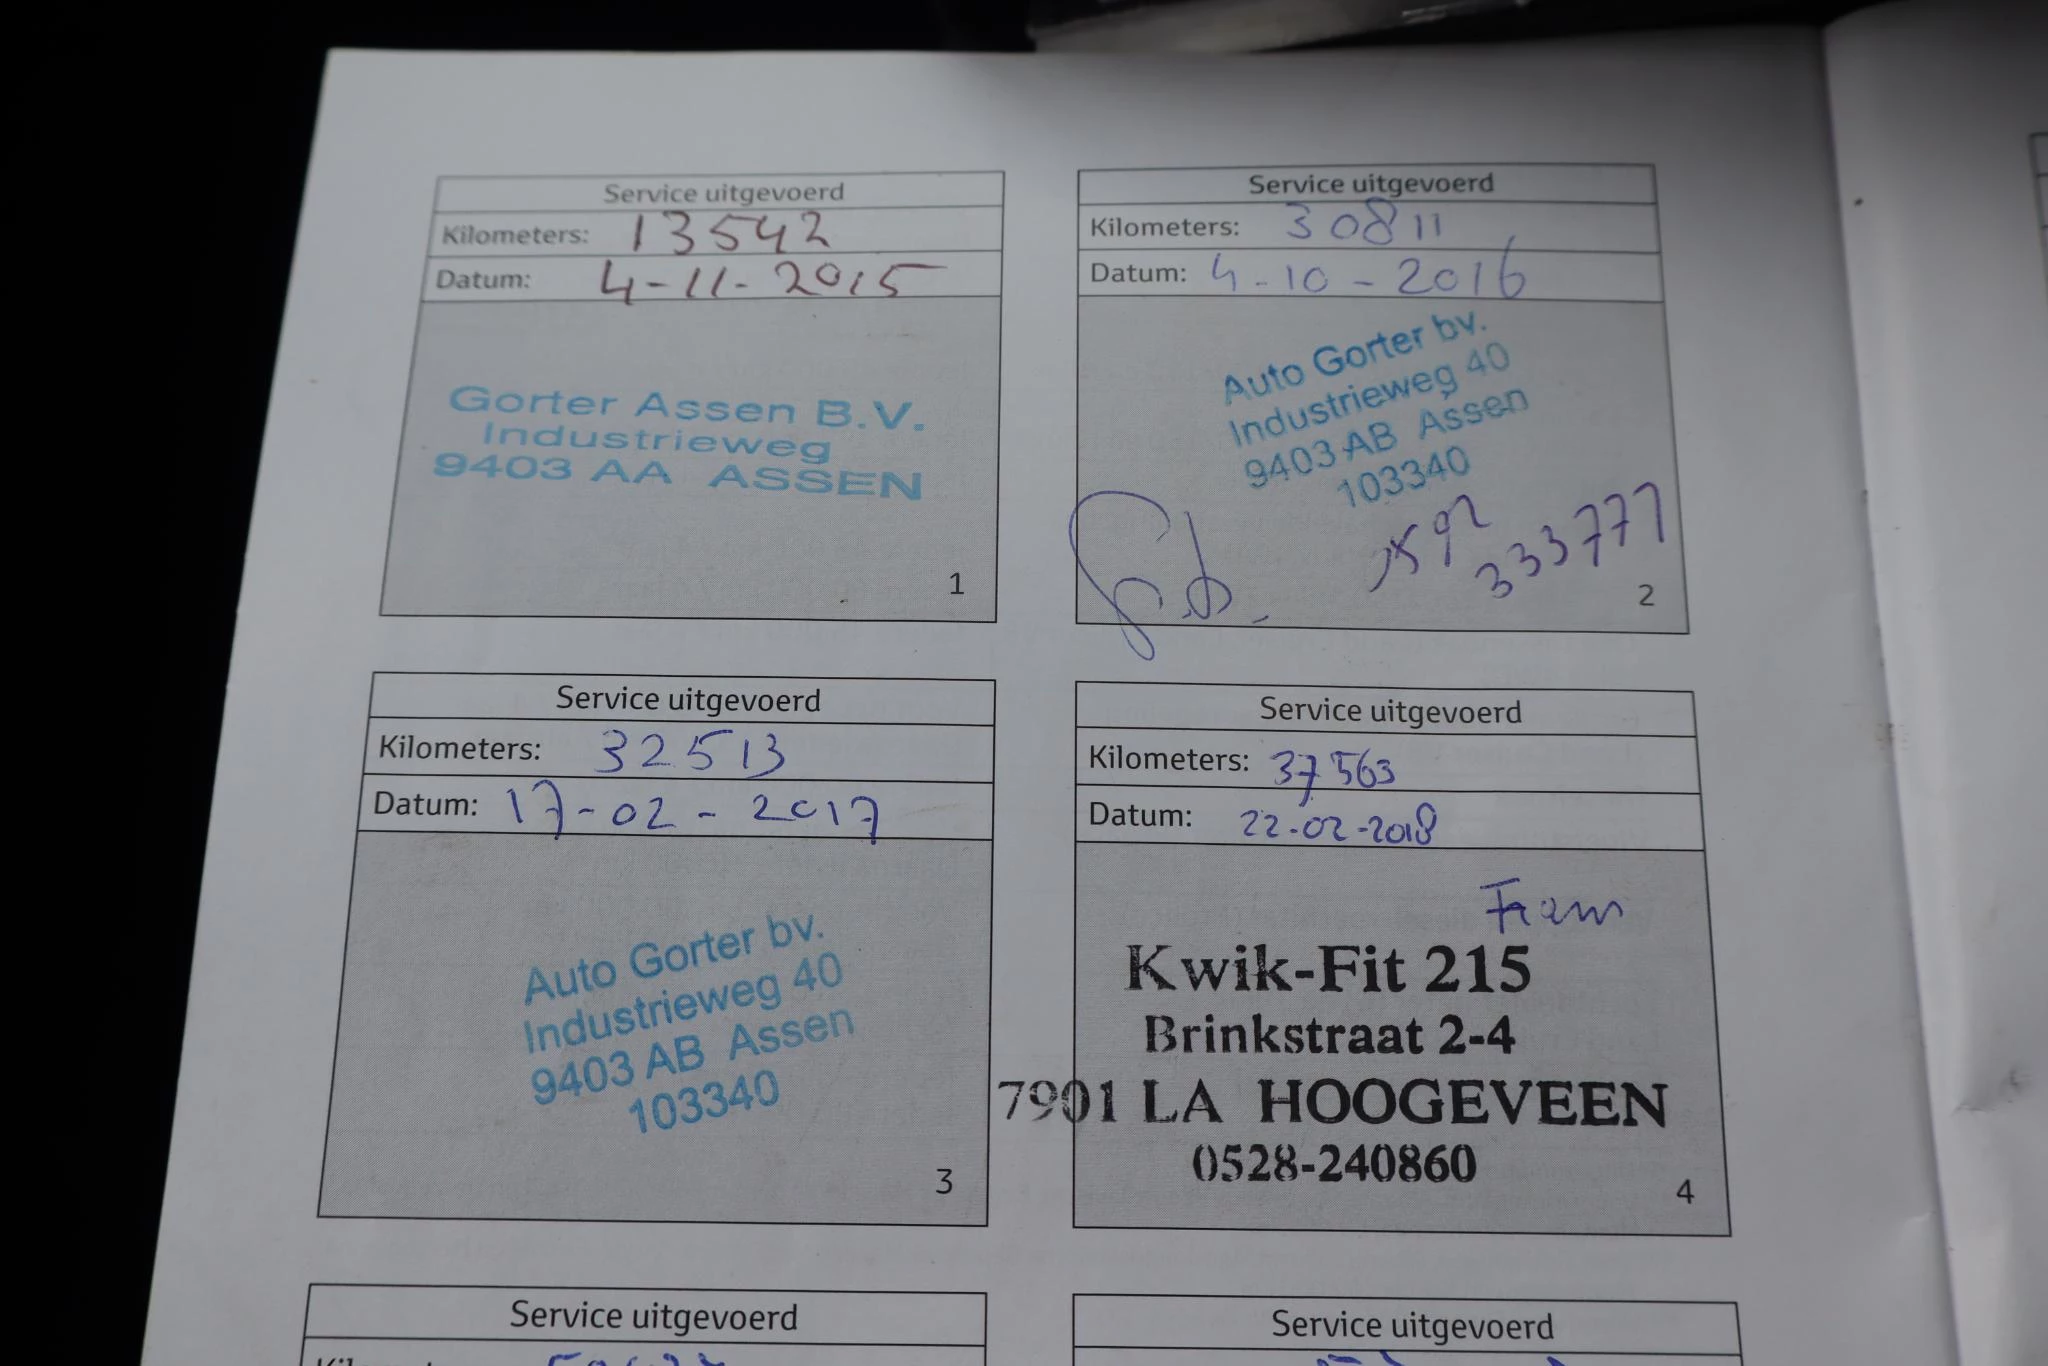 Service uitgevoerd
Kilometers: 13542
Datum: 4-11-2015
Gorter Assen B.V.
Industrieweg
9403 AA ASSEN
1
Service uitgevoerd
Kilometers: 30811
Datum: 4-10-2016
Auto Gorter bv.
Industrieweg 40
9403 AB Assen
103340
333777
2
Service uitgevoerd
Kilometers: 32513
Datum: 17-02-2017
Auto Gorter bv.
Industrieweg 40
9403 AB Assen
103340
3
Service uitgevoerd
Kilometers: 37563
Datum: 22-02-2018
Kwik-Fit 215
Brinkstraat 2-4
7901 LA HOOGEVEEN
0528-240860
4
Service uitgevoerd
Service uitgevoerd